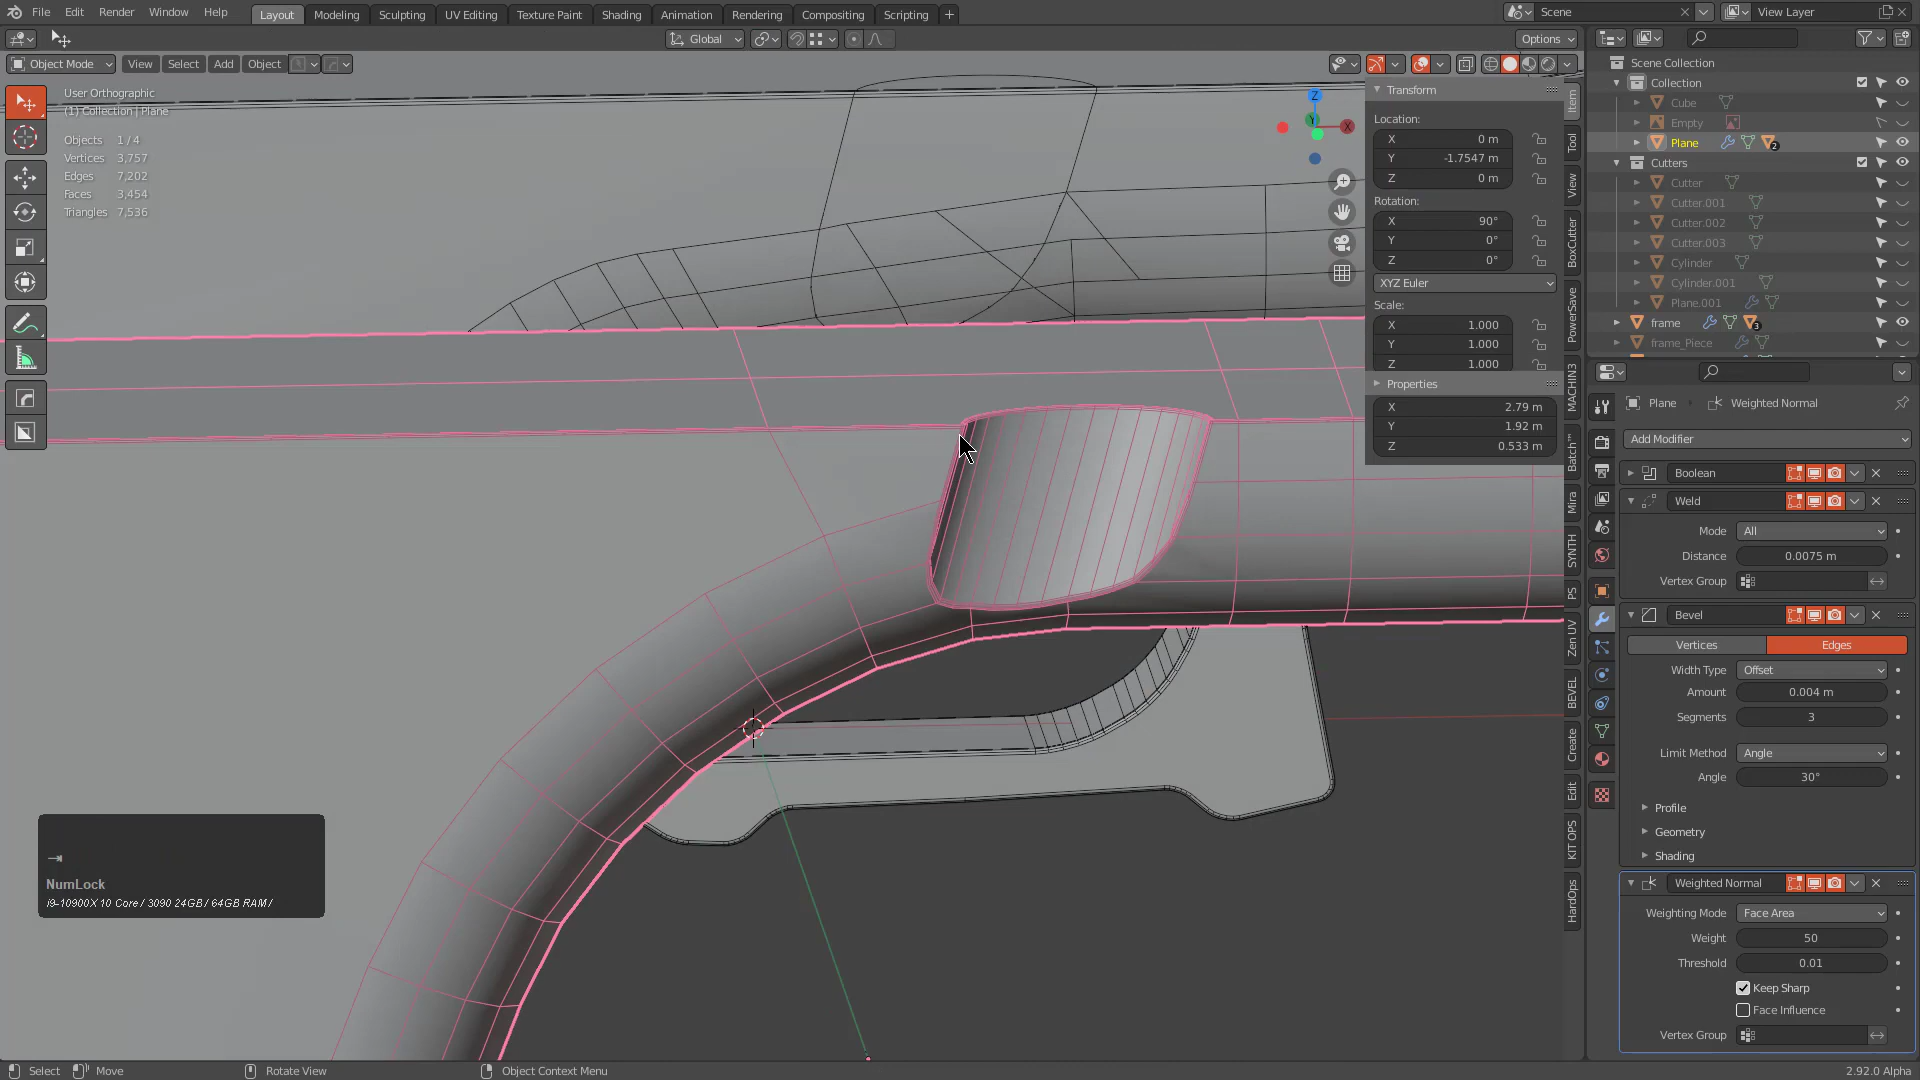 File Edit Render Window Help Layout Modeling Sculpting UV Editing Texture Paint Shading Animation Rendering Compositing Scripting + Scene View Layer
Global Options
Object Mode View Select Add Object
User Orthographic
(1) Collection | Plane
Objects 1 / 4
Vertices 3,757
Edges 7,202
Faces 3,454
Triangles 7,536
Z
Y
X
NumLock
i9-10900X 10 Core / 3090 24GB / 64GB RAM /
Transform
Location:
X 0 m
Y -1.7547 m
Z 0 m
Rotation:
X 90°
Y 0°
Z 0°
XYZ Euler
Scale:
X 1.000
Y 1.000
Z 1.000
Properties
X 2.79 m
Y 1.92 m
Z 0.533 m
Item
Tool
View
BoxCutter
PowerSave
MACHIN3
Batch™
Mira
SYNTH
PS
Zen UV
BEVEL
Create
Edit
KIT OPS
HardOps
Scene Collection
Collection
Cube
Empty
Plane 2
Cutters
Cutter
Cutter.001
Cutter.002
Cutter.003
Cylinder
Cylinder.001
Plane.001
frame 3
frame_Piece
Plane Weighted Normal
Add Modifier
Boolean
Weld
Mode All
Distance 0.0075 m
Vertex Group
Bevel
Vertices Edges
Width Type Offset
Amount 0.004 m
Segments 3
Limit Method Angle
Angle 30°
Profile
Geometry
Shading
Weighted Normal
Weighting Mode Face Area
Weight 50
Threshold 0.01
Keep Sharp
Face Influence
Vertex Group
Select Move Rotate View Object Context Menu 2.92.0 Alpha